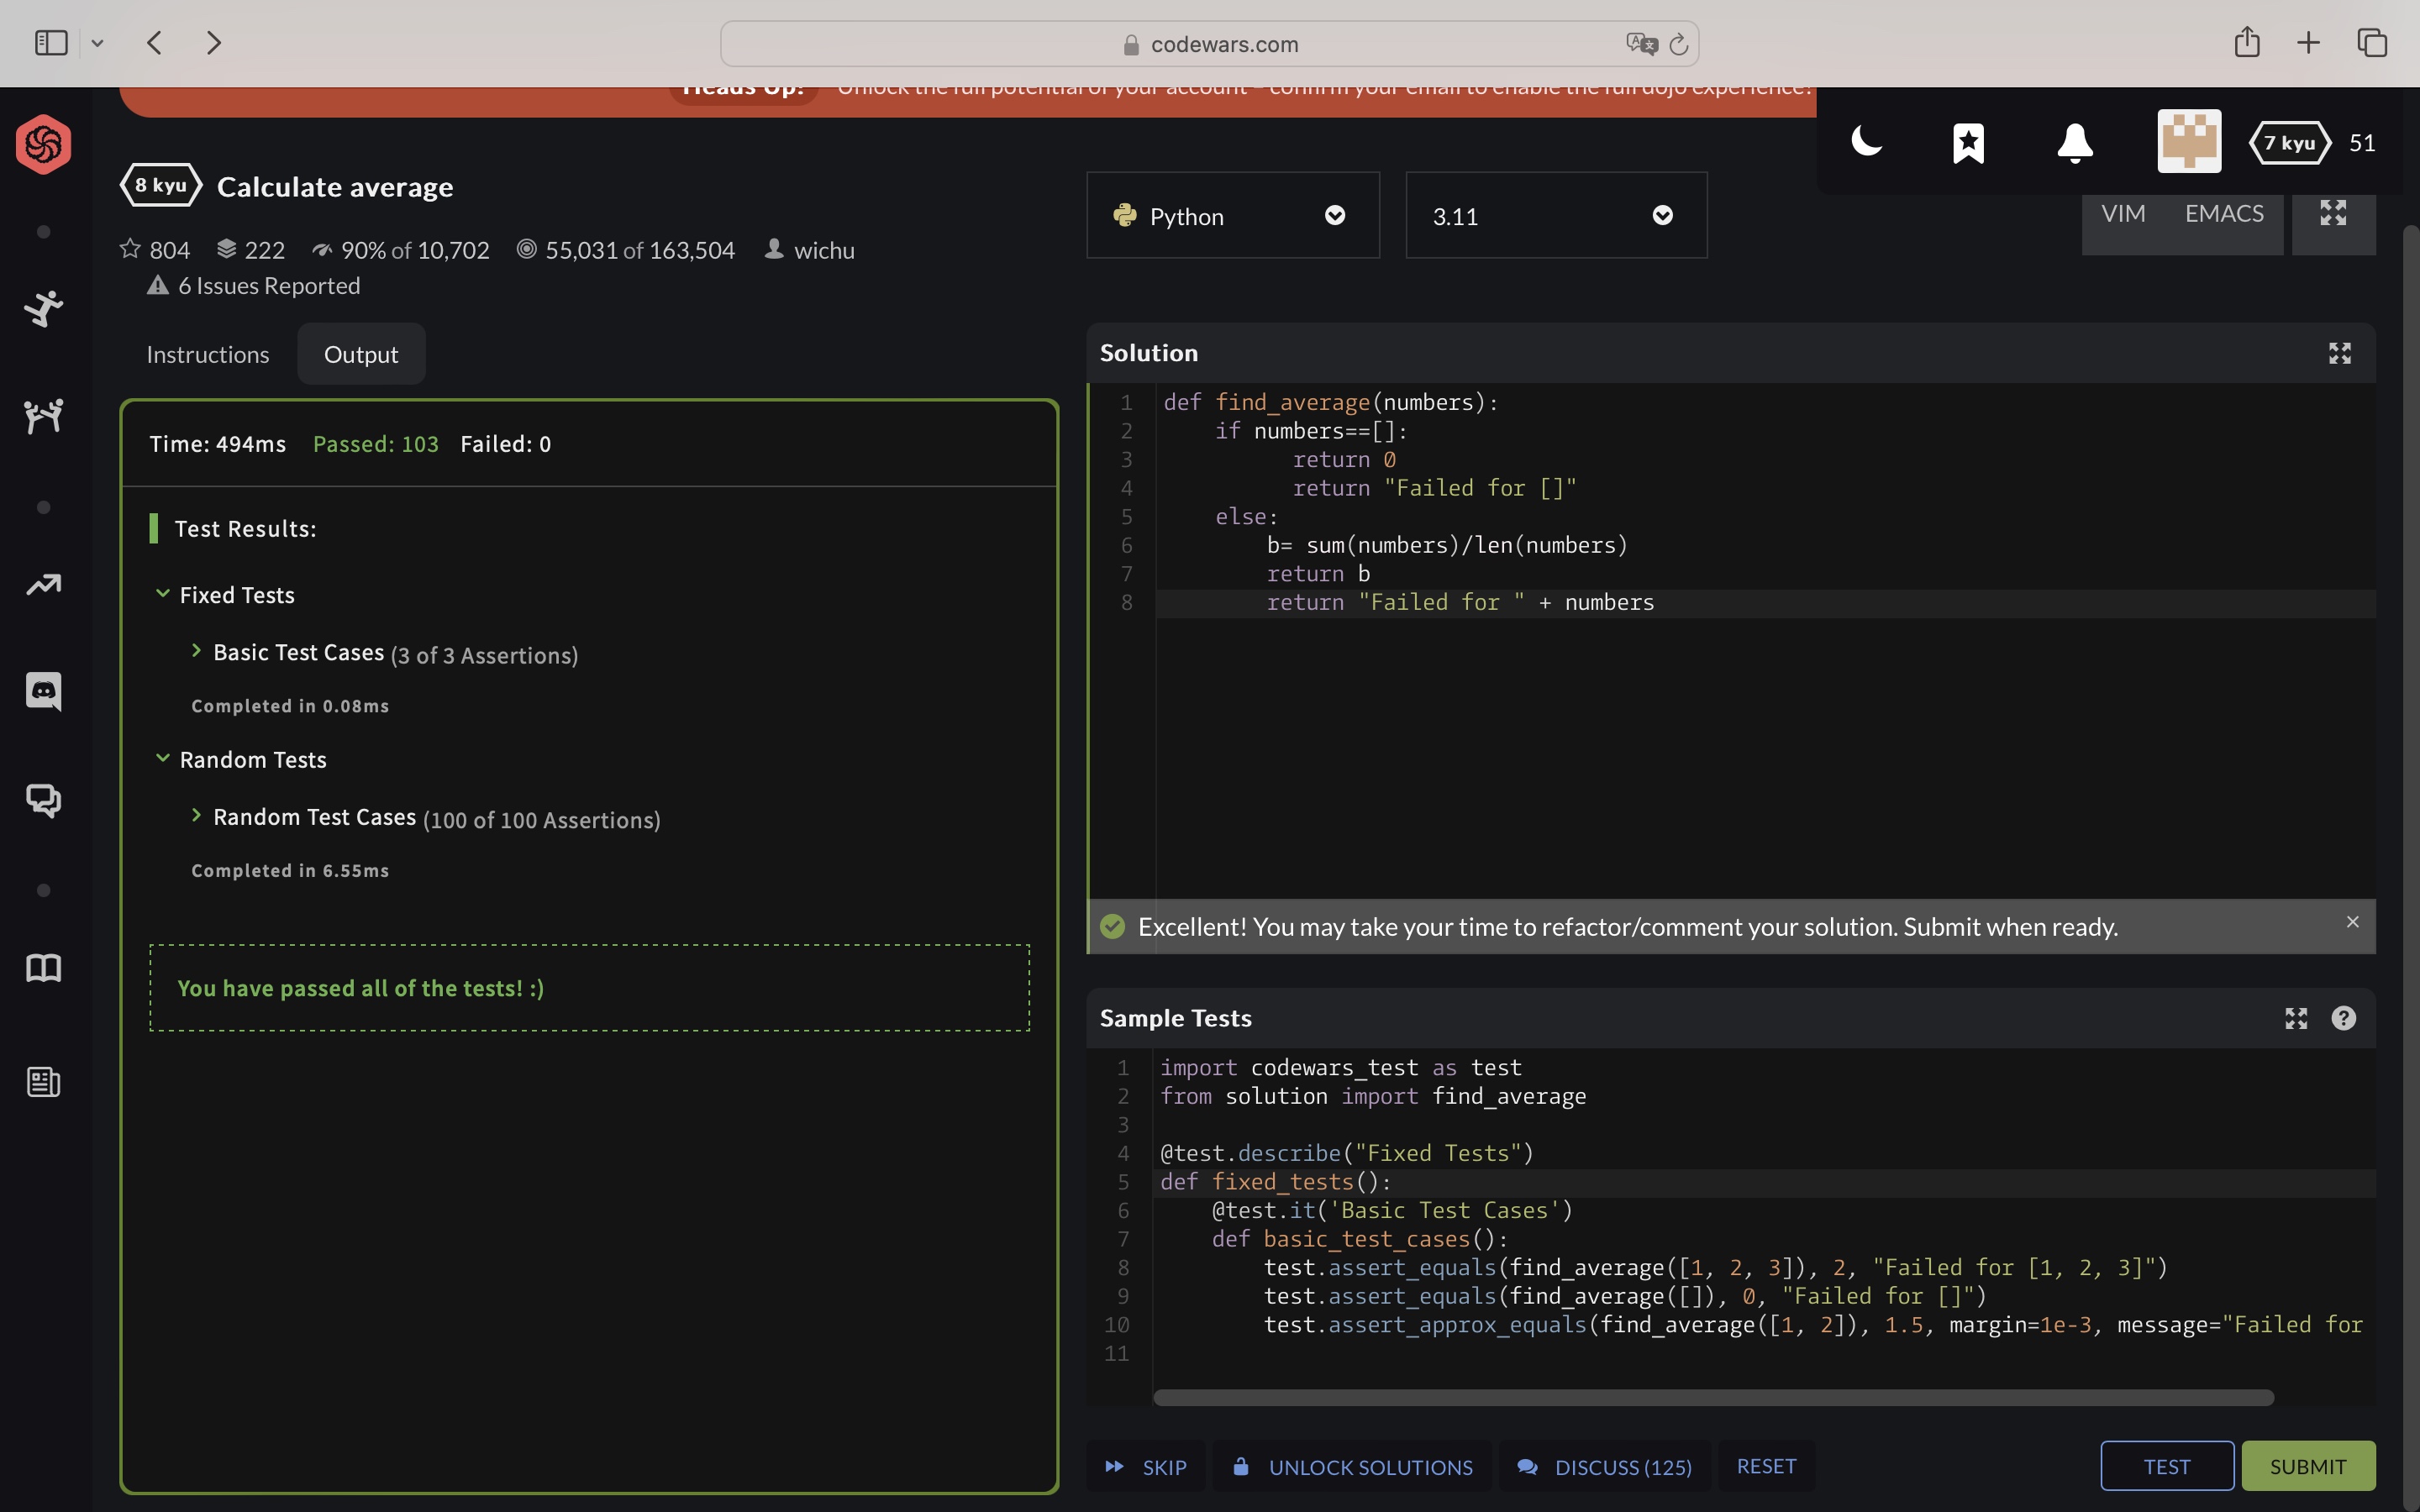 codewars.com
Heads Up! Unlock the full potential of your account – confirm your email to enable the full dojo experience!
7 kyu 51
8 kyu Calculate average
804 222 90% of 10,702 55,031 of 163,504 wichu
6 Issues Reported
Python 3.11 VIM EMACS
Instructions Output
Time: 494ms Passed: 103 Failed: 0
Test Results:
Fixed Tests
Basic Test Cases (3 of 3 Assertions)
Completed in 0.08ms
Random Tests
Random Test Cases (100 of 100 Assertions)
Completed in 6.55ms
You have passed all of the tests! :)
Solution
1 def find_average(numbers):
2 if numbers==[]:
3 return 0
4 return "Failed for []"
5 else:
6 b= sum(numbers)/len(numbers)
7 return b
8 return "Failed for " + numbers
Excellent! You may take your time to refactor/comment your solution. Submit when ready.
Sample Tests
1 import codewars_test as test
2 from solution import find_average
3
4 @test.describe("Fixed Tests")
5 def fixed_tests():
6 @test.it('Basic Test Cases')
7 def basic_test_cases():
8 test.assert_equals(find_average([1, 2, 3]), 2, "Failed for [1, 2, 3]")
9 test.assert_equals(find_average([]), 0, "Failed for []")
10 test.assert_approx_equals(find_average([1, 2]), 1.5, margin=1e-3, message="Failed for
11
SKIP UNLOCK SOLUTIONS DISCUSS (125) RESET TEST SUBMIT